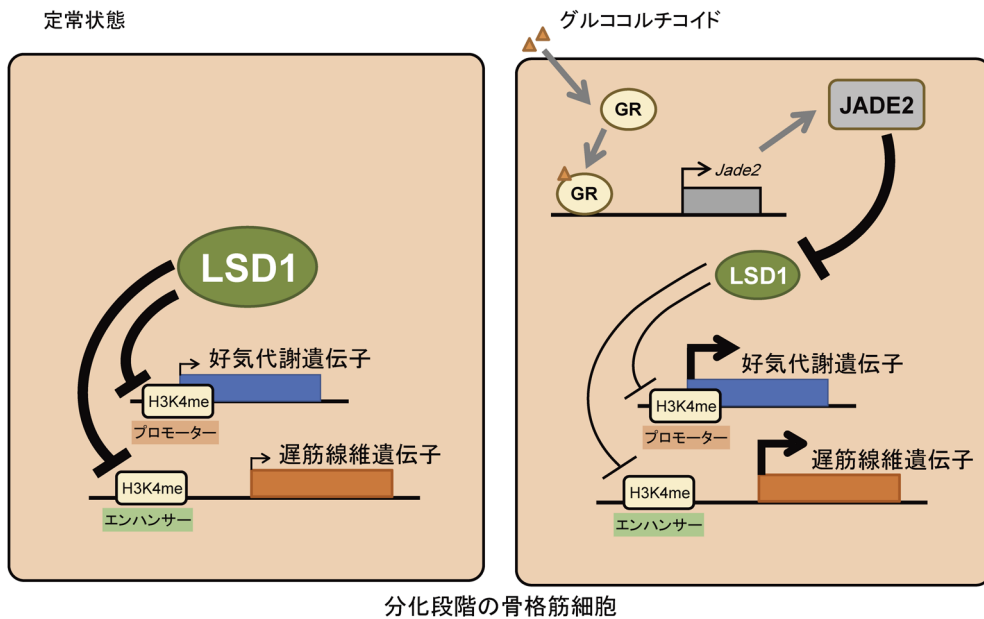 定常状態
LSD1
好気代謝遺伝子
H3K4me
プロモーター
遅筋線維遺伝子
H3K4me
エンハンサー
グルココルチコイド
GR
JADE2
Jade2
GR
LSD1
好気代謝遺伝子
H3K4me
プロモーター
遅筋線維遺伝子
H3K4me
エンハンサー
分化段階の骨格筋細胞